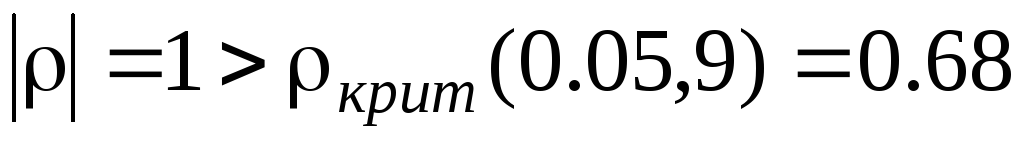 |ρ| = 1 > ρкрит (0.05,9) = 0.68